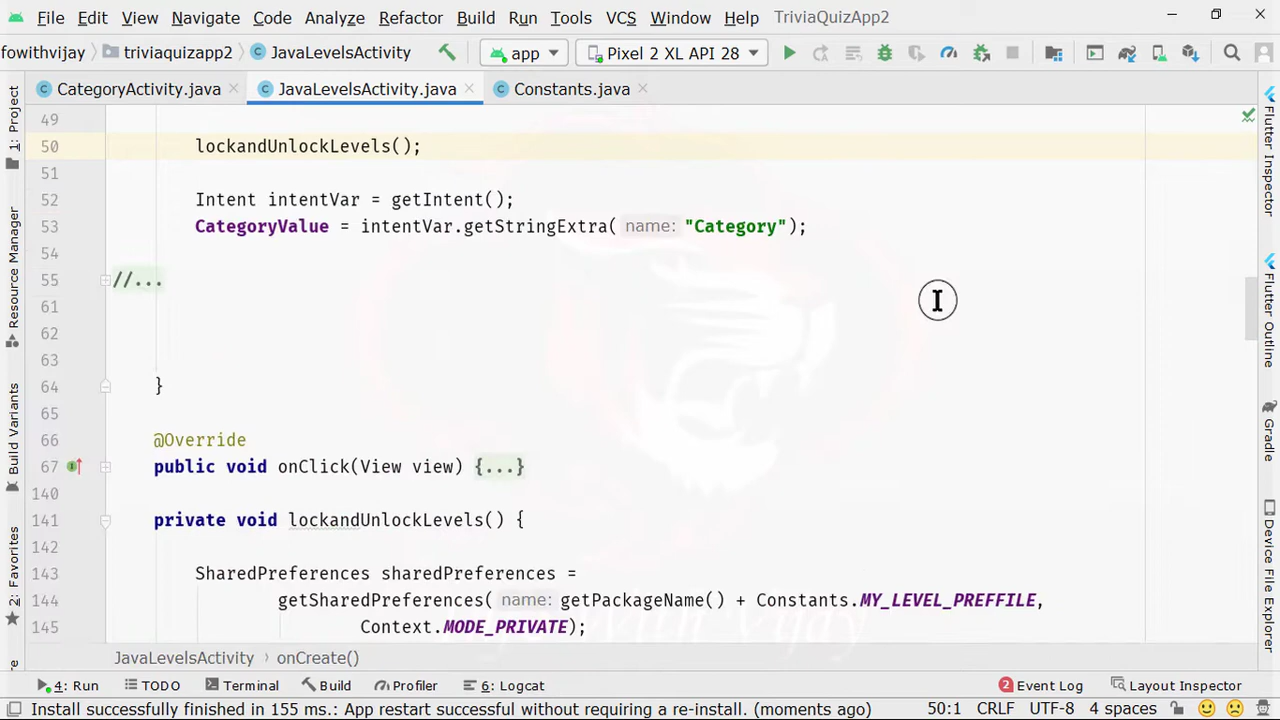 File Edit View Navigate Code Analyze Refactor Build Run Tools VCS Window Help TriviaQuizApp2
fowithvijay triviaquizapp2 JavaLevelsActivity app Pixel 2 XL API 28
CategoryActivity.java JavaLevelsActivity.java Constants.java
49
50 lockandUnlockLevels();
51
52 Intent intentVar = getIntent();
53 CategoryValue = intentVar.getStringExtra( name: "Category");
54
55 //...
61
62
63
64 }
65
66 @Override
67 public void onClick(View view) {...}
140
141 private void lockandUnlockLevels() {
142
143 SharedPreferences sharedPreferences =
144 getSharedPreferences( name: getPackageName() + Constants.MY_LEVEL_PREFFILE,
145 Context.MODE_PRIVATE);
JavaLevelsActivity onCreate()
4: Run TODO Terminal Build Profiler 6: Logcat 2 Event Log Layout Inspector
Install successfully finished in 155 ms.: App restart successful without requiring a re-install. (moments ago) 50:1 CRLF UTF-8 4 spaces
1: Project
Resource Manager
Build Variants
2: Favorites
Flutter Inspector
Flutter Outline
Gradle
Device File Explorer